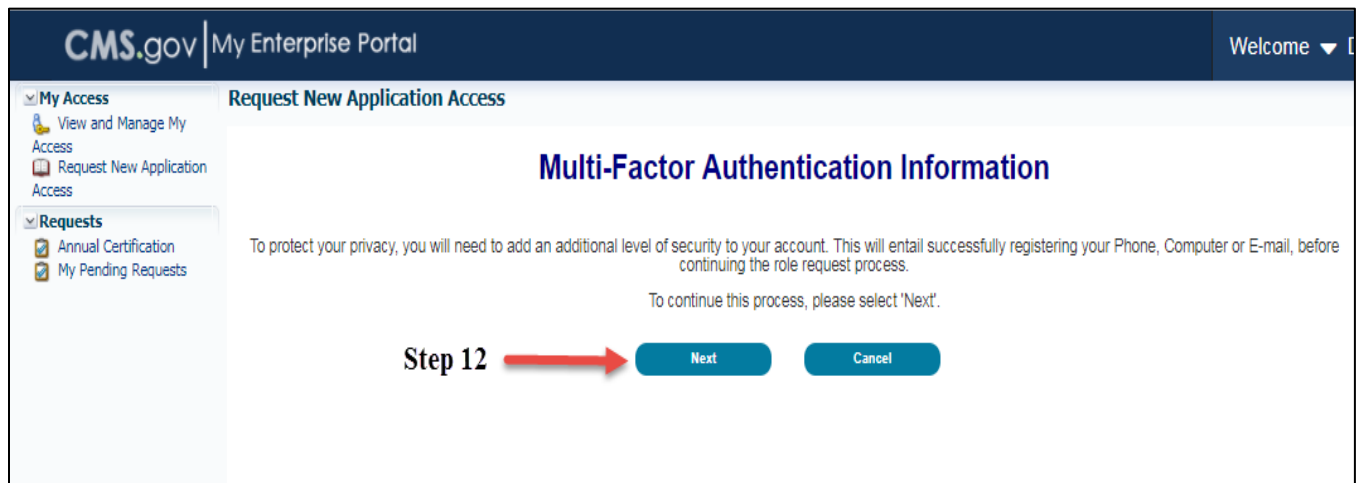 CMS.gov My Enterprise Portal
Welcome
My Access
View and Manage My
Access
Request New Application
Access
Requests
Annual Certification
My Pending Requests
Request New Application Access
Multi-Factor Authentication Information
To protect your privacy, you will need to add an additional level of security to your account. This will entail successfully registering your Phone, Computer or E-mail, before
continuing the role request process.
To continue this process, please select 'Next'.
Step 12
Next
Cancel